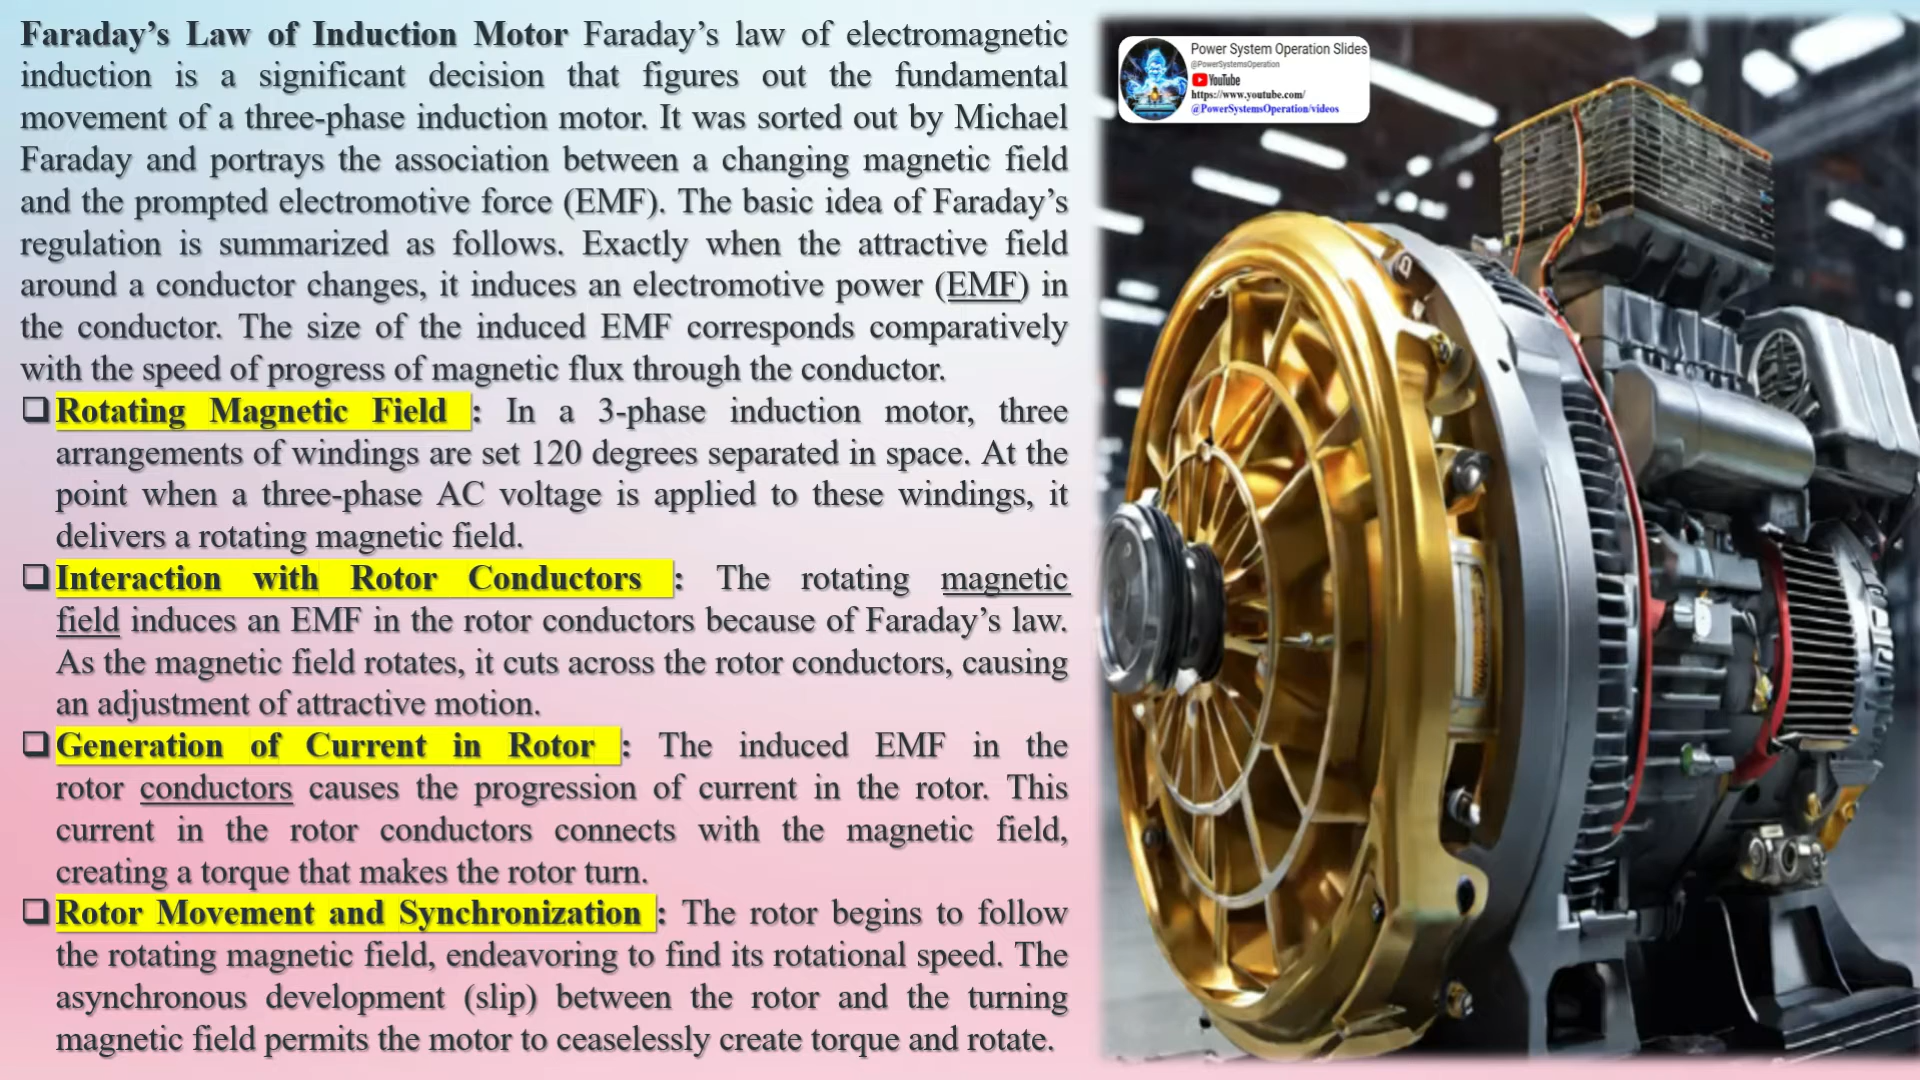 Faraday’s Law of Induction Motor Faraday’s law of electromagnetic
induction is a significant decision that figures out the fundamental
movement of a three-phase induction motor. It was sorted out by Michael
Faraday and portrays the association between a changing magnetic field
and the prompted electromotive force (EMF). The basic idea of Faraday’s
regulation is summarized as follows. Exactly when the attractive field
around a conductor changes, it induces an electromotive power (EMF) in
the conductor. The size of the induced EMF corresponds comparatively
with the speed of progress of magnetic flux through the conductor.
❑Rotating Magnetic Field : In a 3-phase induction motor, three
arrangements of windings are set 120 degrees separated in space. At the
point when a three-phase AC voltage is applied to these windings, it
delivers a rotating magnetic field.
❑Interaction with Rotor Conductors : The rotating magnetic
field induces an EMF in the rotor conductors because of Faraday’s law.
As the magnetic field rotates, it cuts across the rotor conductors, causing
an adjustment of attractive motion.
❑Generation of Current in Rotor : The induced EMF in the
rotor conductors causes the progression of current in the rotor. This
current in the rotor conductors connects with the magnetic field,
creating a torque that makes the rotor turn.
❑Rotor Movement and Synchronization : The rotor begins to follow
the rotating magnetic field, endeavoring to find its rotational speed. The
asynchronous development (slip) between the rotor and the turning
magnetic field permits the motor to ceaselessly create torque and rotate.
Power System Operation Slides
@PowerSystemsOperation
YouTube
https://www.youtube.com/
@PowerSystemsOperation/videos